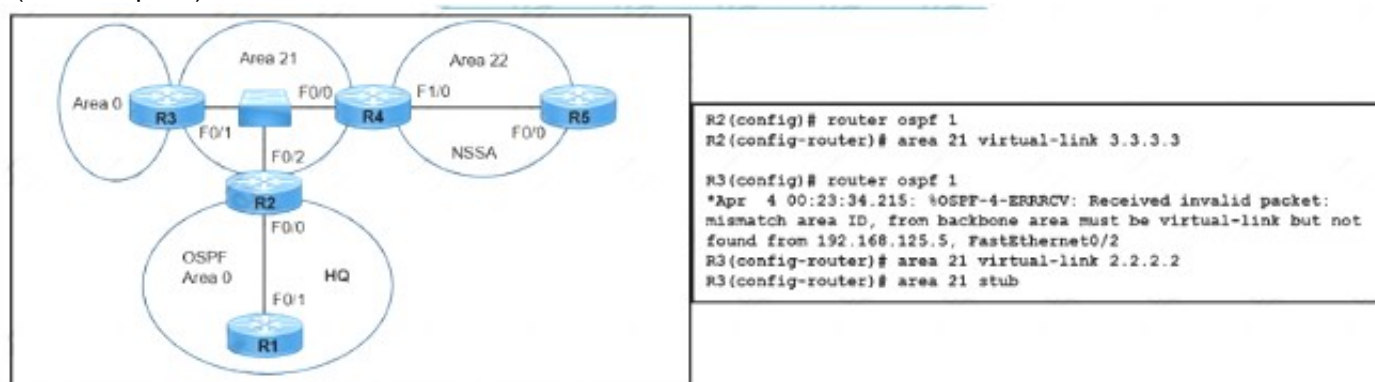 Area 21
Area 22
Area 0
F0/0
F1/0
R3
R4
R5
F0/1
F0/0
F0/2
NSSA
R2
F0/0
OSPF
Area 0
HQ
F0/1
R1
R2(config)# router ospf 1
R2(config-router)# area 21 virtual-link 3.3.3.3
R3(config)# router ospf 1
*Apr 4 00:23:34.215: %OSPF-4-ERRRCV: Received invalid packet:
mismatch area ID, from backbone area must be virtual-link but not
found from 192.168.125.5, FastEthernet0/2
R3(config-router)# area 21 virtual-link 2.2.2.2
R3(config-router)# area 21 stub